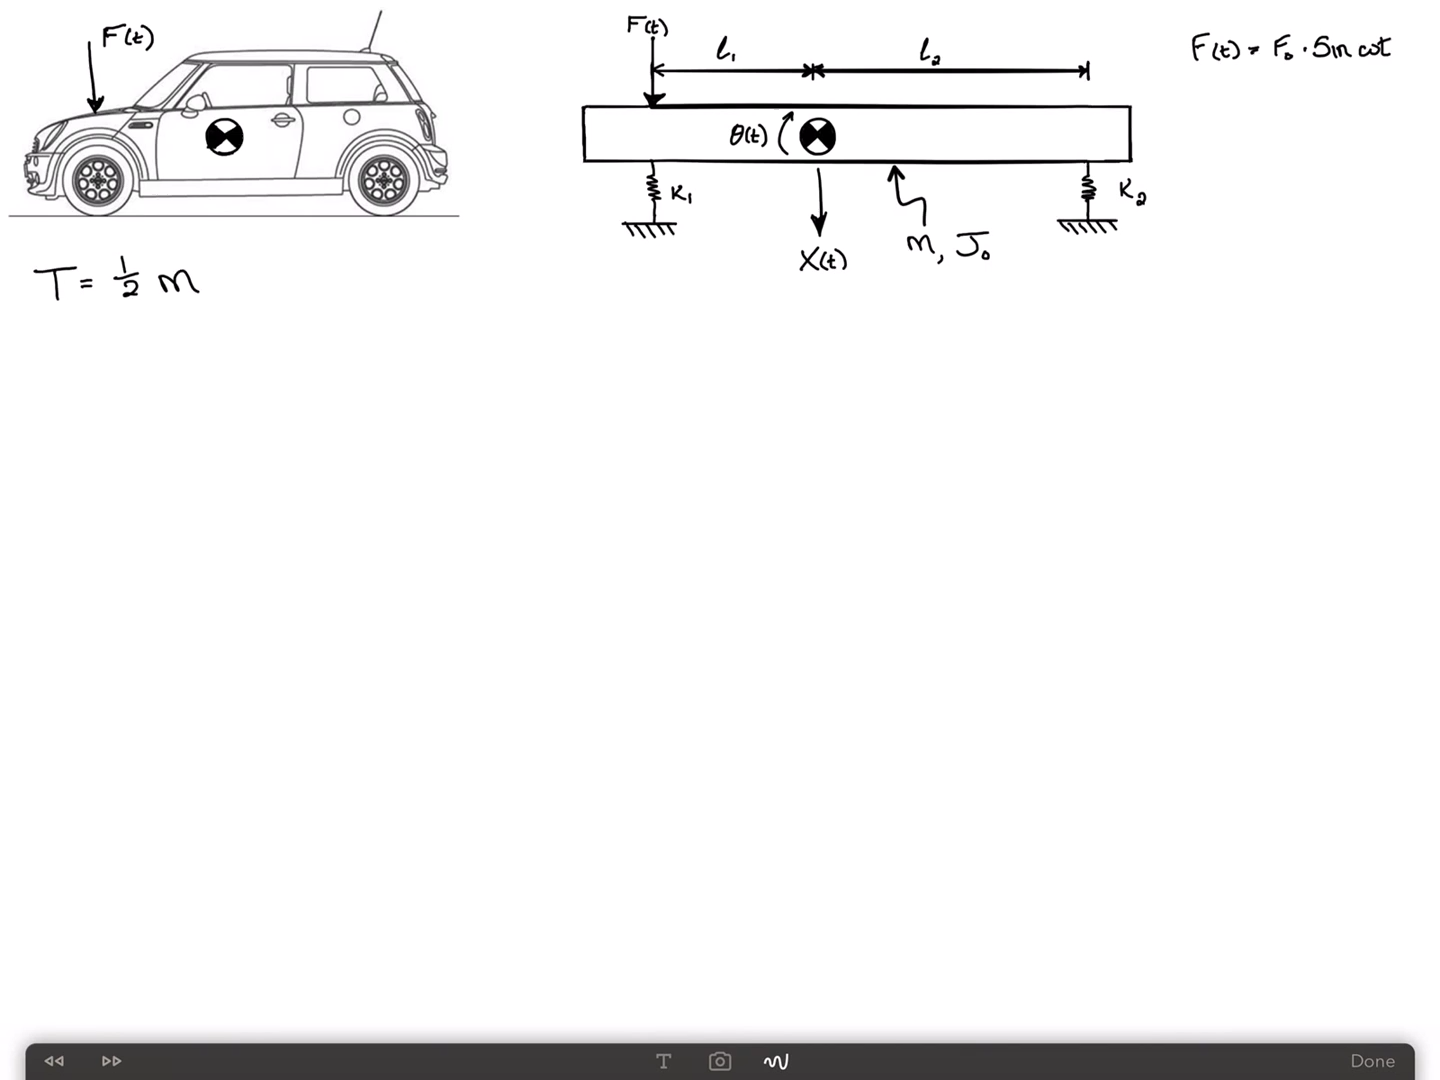 F(t)
F(t)
l₁
l₂
F(t) = F₀ · Sin ωt
θ(t)
K₁
K₂
X(t)
m, J₀
T = ½ m
T
Done